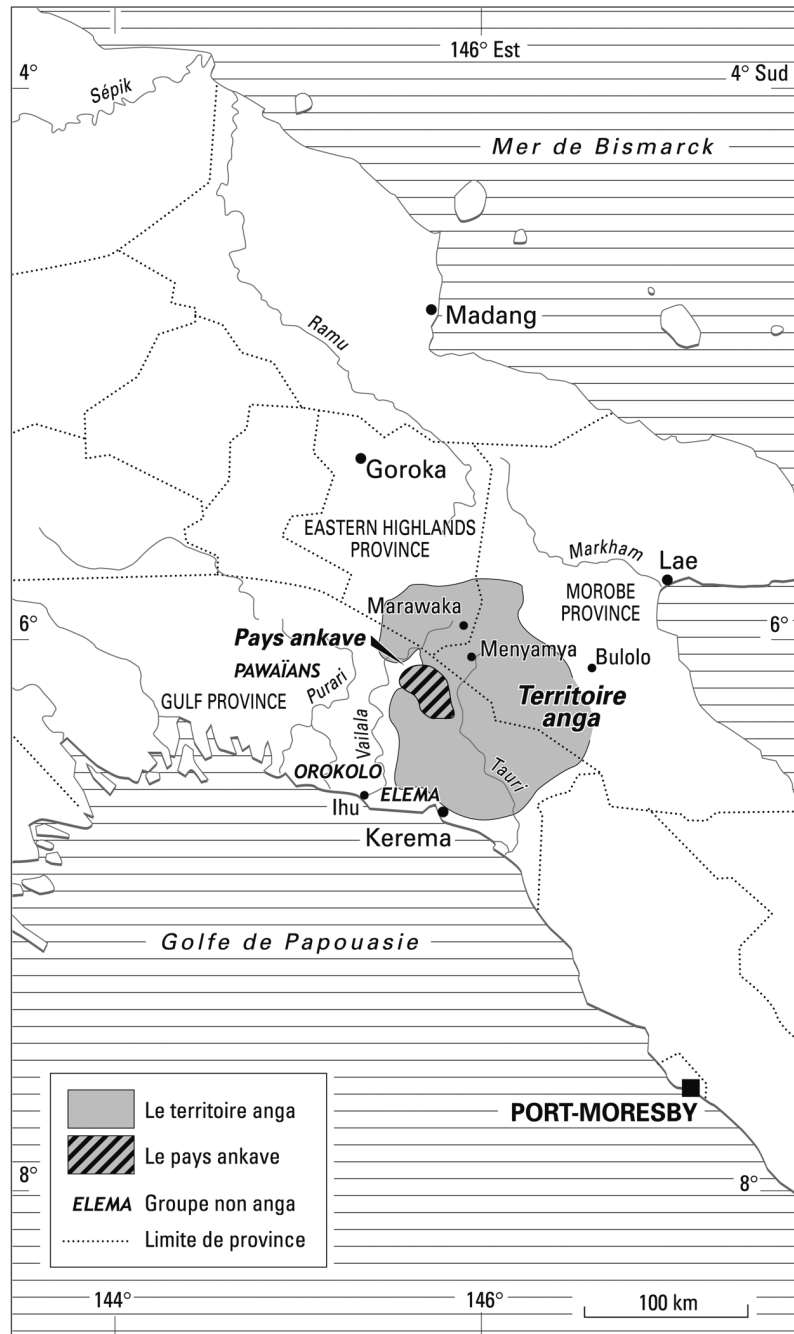 146° Est
4°
4° Sud
Sépik
Mer de Bismarck
Madang
Ramu
Goroka
EASTERN HIGHLANDS
PROVINCE
Markham
Lae
Marawaka
MOROBE
PROVINCE
6°
6°
Pays ankave
Menyamya
Bulolo
PAWAÏANS
Purari
GULF PROVINCE
Territoire
anga
Vailala
OROKOLO
Tauri
ELEMA
Ihu
Kerema
Golfe de Papouasie
Le territoire anga
PORT-MORESBY
Le pays ankave
8°
8°
ELEMA Groupe non anga
Limite de province
144°
146°
100 km